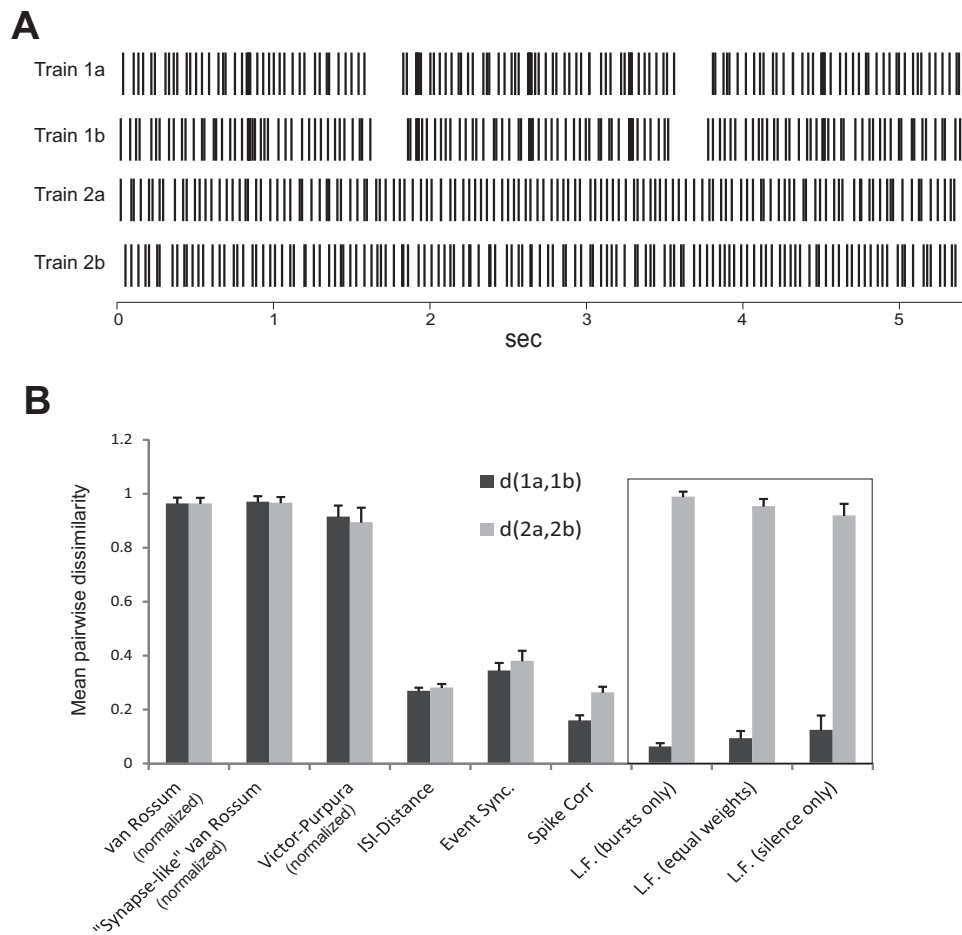 A
Train 1a
Train 1b
Train 2a
Train 2b
0 1 2 3 4 5
sec
B
Mean pairwise dissimilarity
1.2
1
0.8
0.6
0.4
0.2
0
d(1a,1b)
d(2a,2b)
van Rossum
(normalized)
"Synapse-like" van Rossum
(normalized)
Victor-Purpura
(normalized)
ISI-Distance
Event Sync.
Spike Corr
L.F. (bursts only)
L.F. (equal weights)
L.F. (silence only)